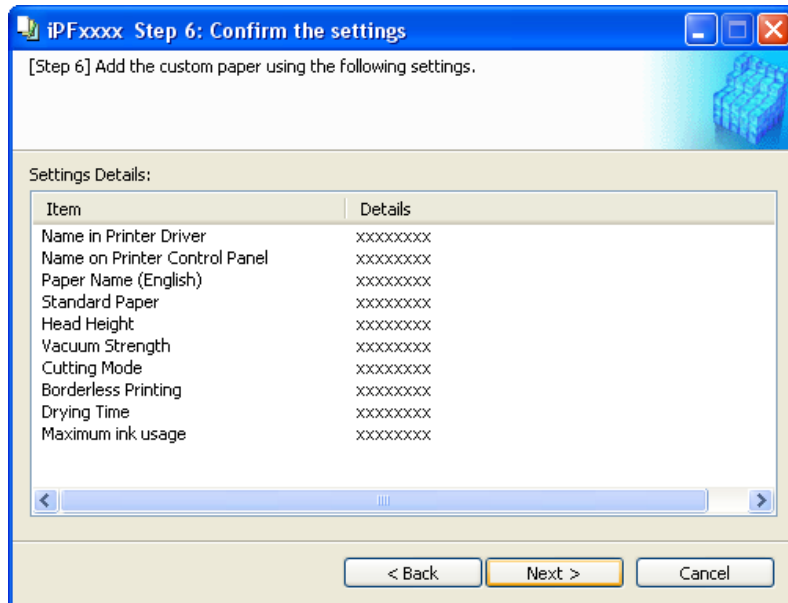 iPFxxxx Step 6: Confirm the settings
[Step 6] Add the custom paper using the following settings.
Settings Details:
Item Details
Name in Printer Driver xxxxxxxx
Name on Printer Control Panel xxxxxxxx
Paper Name (English) xxxxxxxx
Standard Paper xxxxxxxx
Head Height xxxxxxxx
Vacuum Strength xxxxxxxx
Cutting Mode xxxxxxxx
Borderless Printing xxxxxxxx
Drying Time xxxxxxxx
Maximum ink usage xxxxxxxx
< Back Next > Cancel